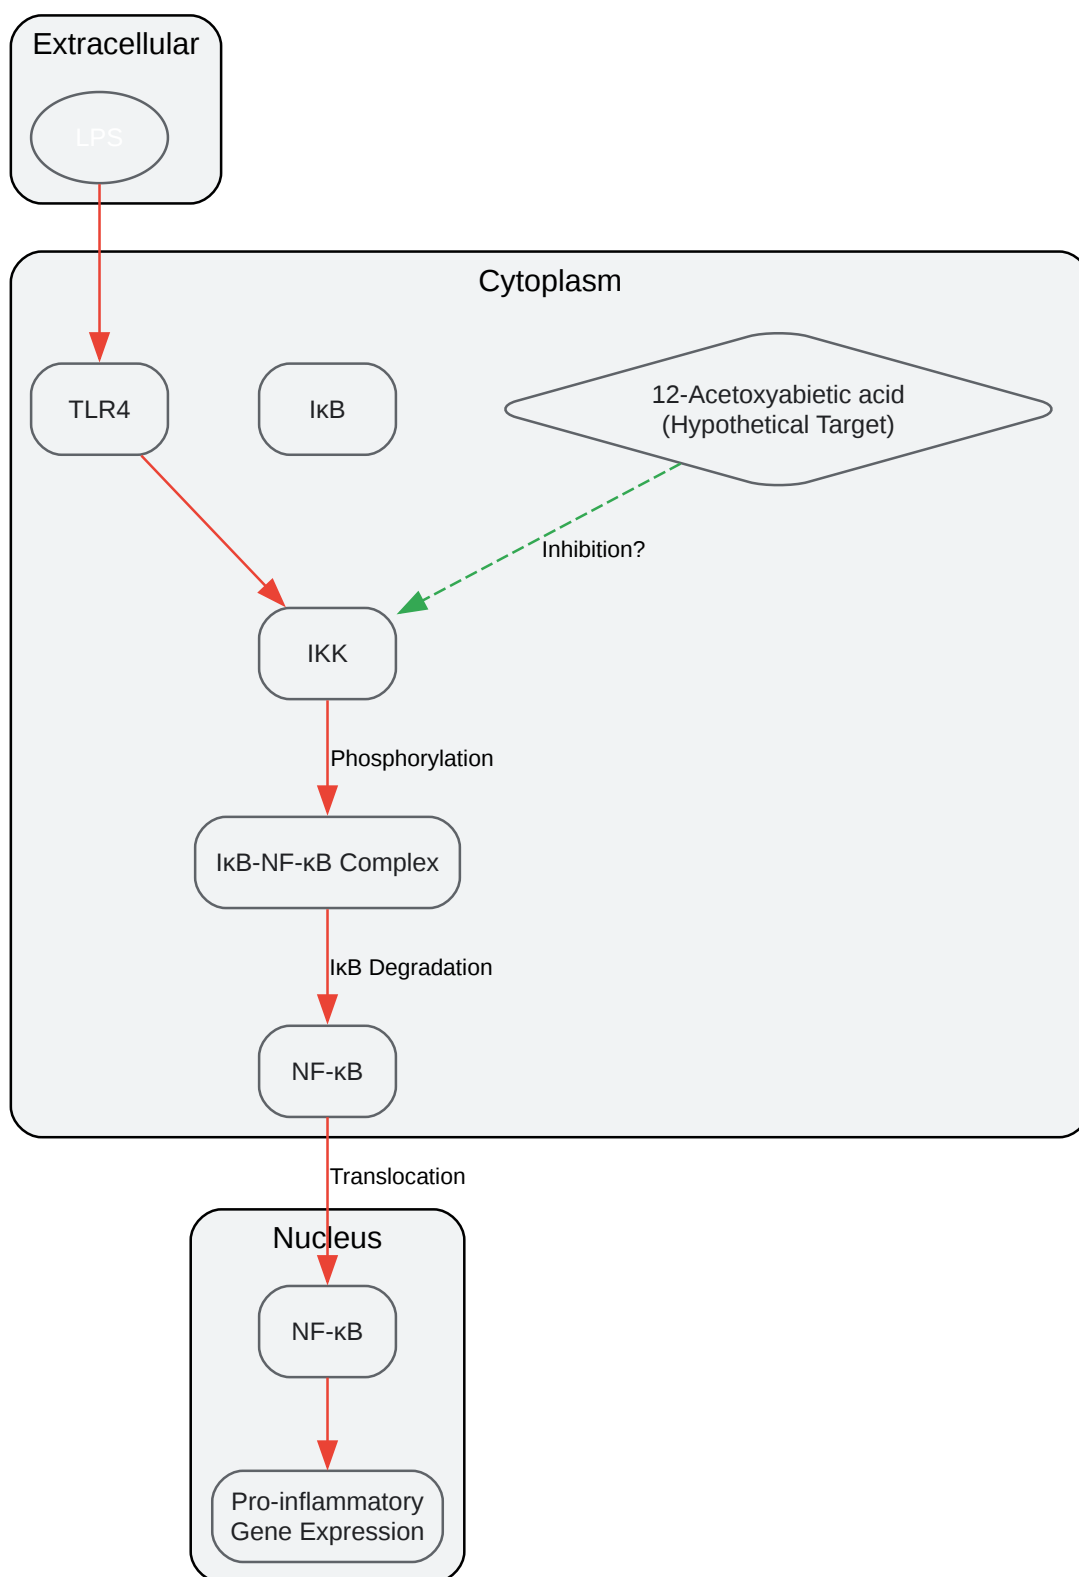 Extracellular
LPS
Cytoplasm
TLR4
IκB
12-Acetoxyabietic acid
(Hypothetical Target)
Inhibition?
IKK
Phosphorylation
IκB-NF-κB Complex
IκB Degradation
NF-κB
Translocation
Nucleus
NF-κB
Pro-inflammatory
Gene Expression